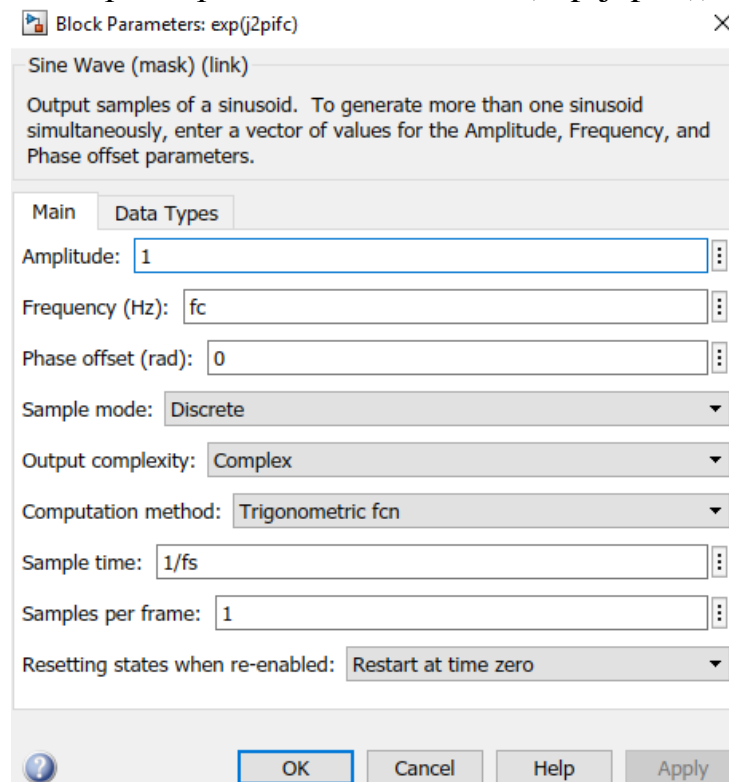 Block Parameters: exp(j2pifc)
Sine Wave (mask) (link)
Output samples of a sinusoid. To generate more than one sinusoid
simultaneously, enter a vector of values for the Amplitude, Frequency, and
Phase offset parameters.
Main Data Types
Amplitude: 1
Frequency (Hz): fc
Phase offset (rad): 0
Sample mode: Discrete
Output complexity: Complex
Computation method: Trigonometric fcn
Sample time: 1/fs
Samples per frame: 1
Resetting states when re-enabled: Restart at time zero
OK Cancel Help Apply